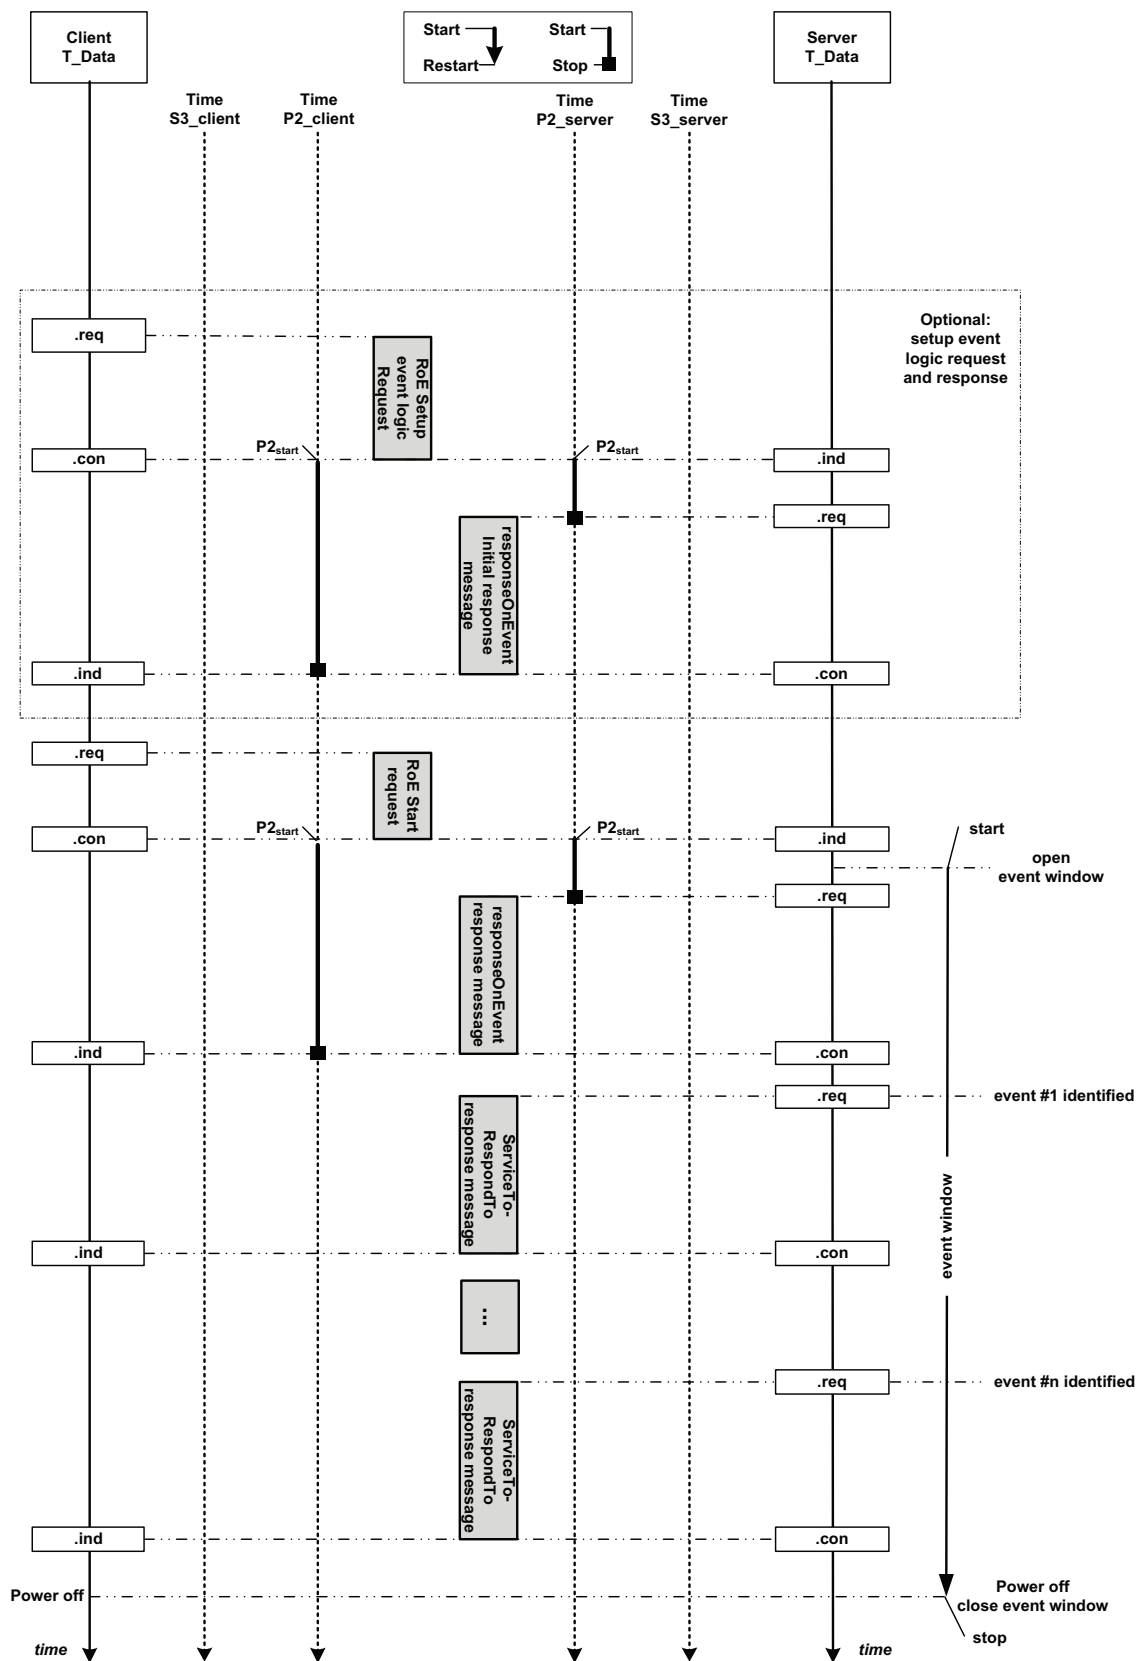 Client
T_Data
Start
Restart
Start
Stop
Server
T_Data
Time
S3_client
Time
P2_client
Time
P2_server
Time
S3_server
Optional:
setup event
logic request
and response
.req
RoE Setup
event logic
Request
.con
P2start
P2start
.ind
.req
responseOnEvent
Initial response
message
.ind
.con
.req
RoE Start
request
.con
P2start
P2start
.ind
start
open
event window
.req
responseOnEvent
response message
.ind
.con
.req
event #1 identified
ServiceTo-
RespondTo
response message
event window
.ind
.con
...
.req
event #n identified
ServiceTo-
RespondTo
response message
.ind
.con
Power off
Power off
close event window
stop
time
time